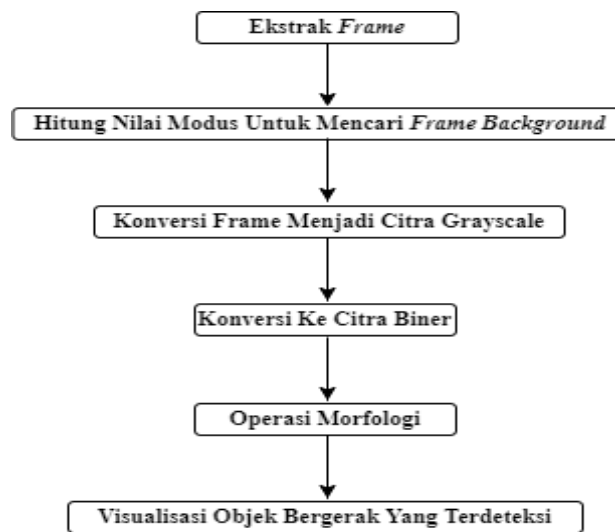 Ekstrak Frame
Hitung Nilai Modus Untuk Mencari Frame Background
Konversi Frame Menjadi Citra Grayscale
Konversi Ke Citra Biner
Operasi Morfologi
Visualisasi Objek Bergerak Yang Terdeteksi